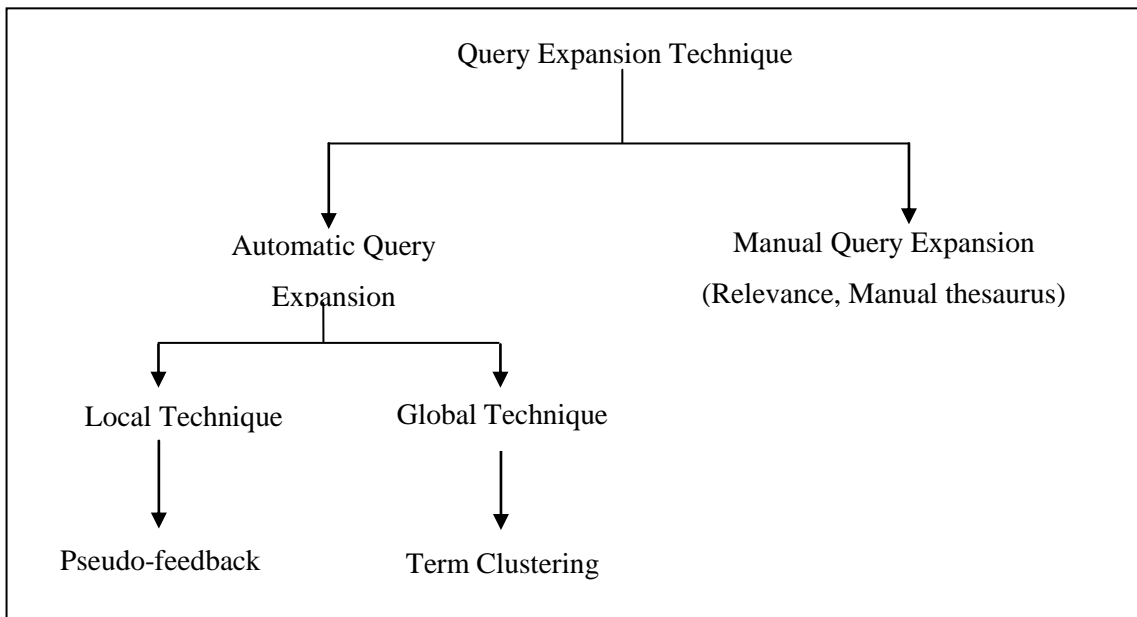 Query Expansion Technique
Automatic Query
Expansion
Manual Query Expansion
(Relevance, Manual thesaurus)
Local Technique
Global Technique
Pseudo-feedback
Term Clustering